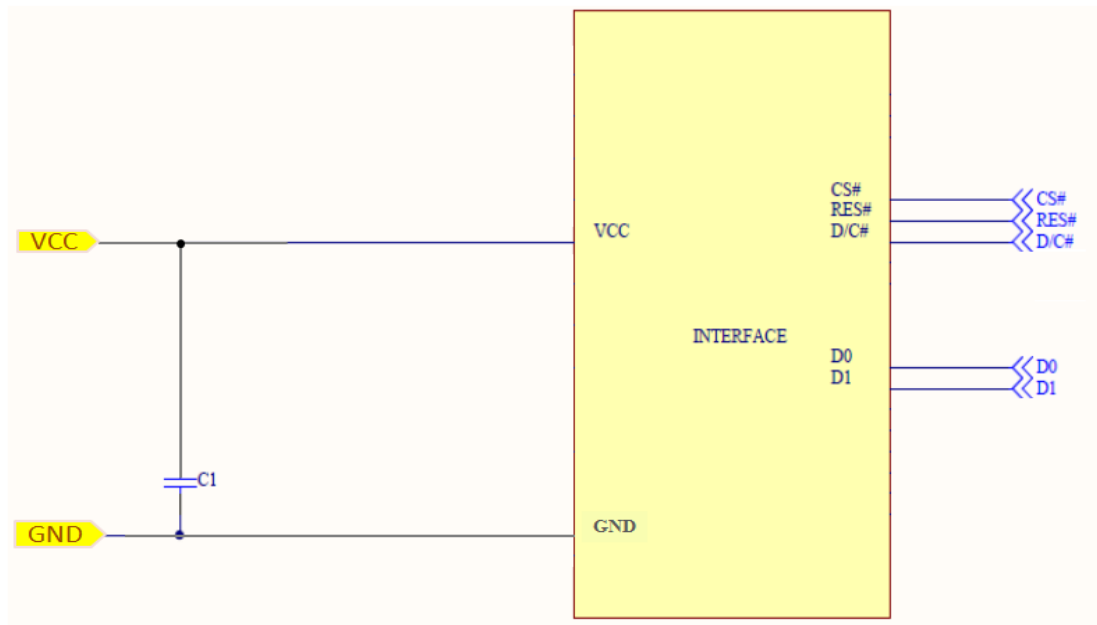 CS#
CS#
RES#
RES#
VCC
VCC
D/C#
D/C#
INTERFACE
D0
D0
D1
D1
C1
GND
GND